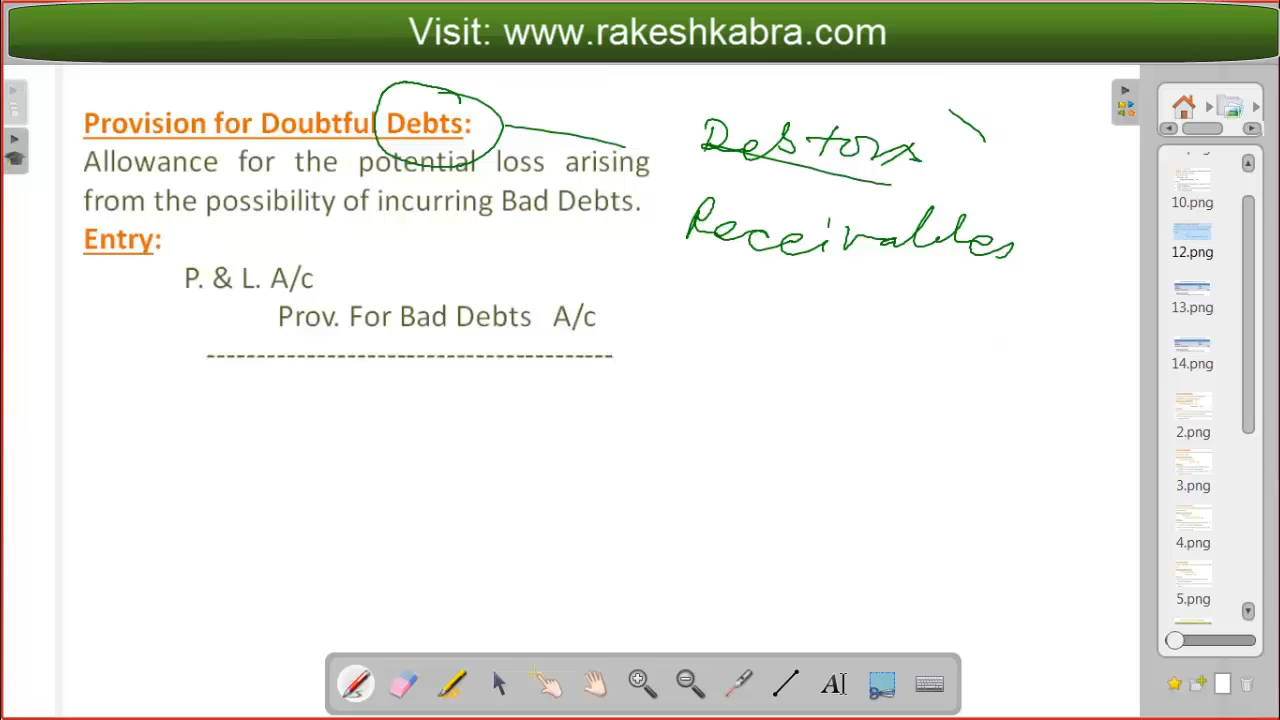 Visit: www.rakeshkabra.com
Provision for Doubtful Debts:
Allowance for the potential loss arising
from the possibility of incurring Bad Debts.
Entry:
P. & L. A/c
Prov. For Bad Debts A/c
-----------------------------------------
Debtors
Receivables
10.png
12.png
13.png
14.png
2.png
3.png
4.png
5.png